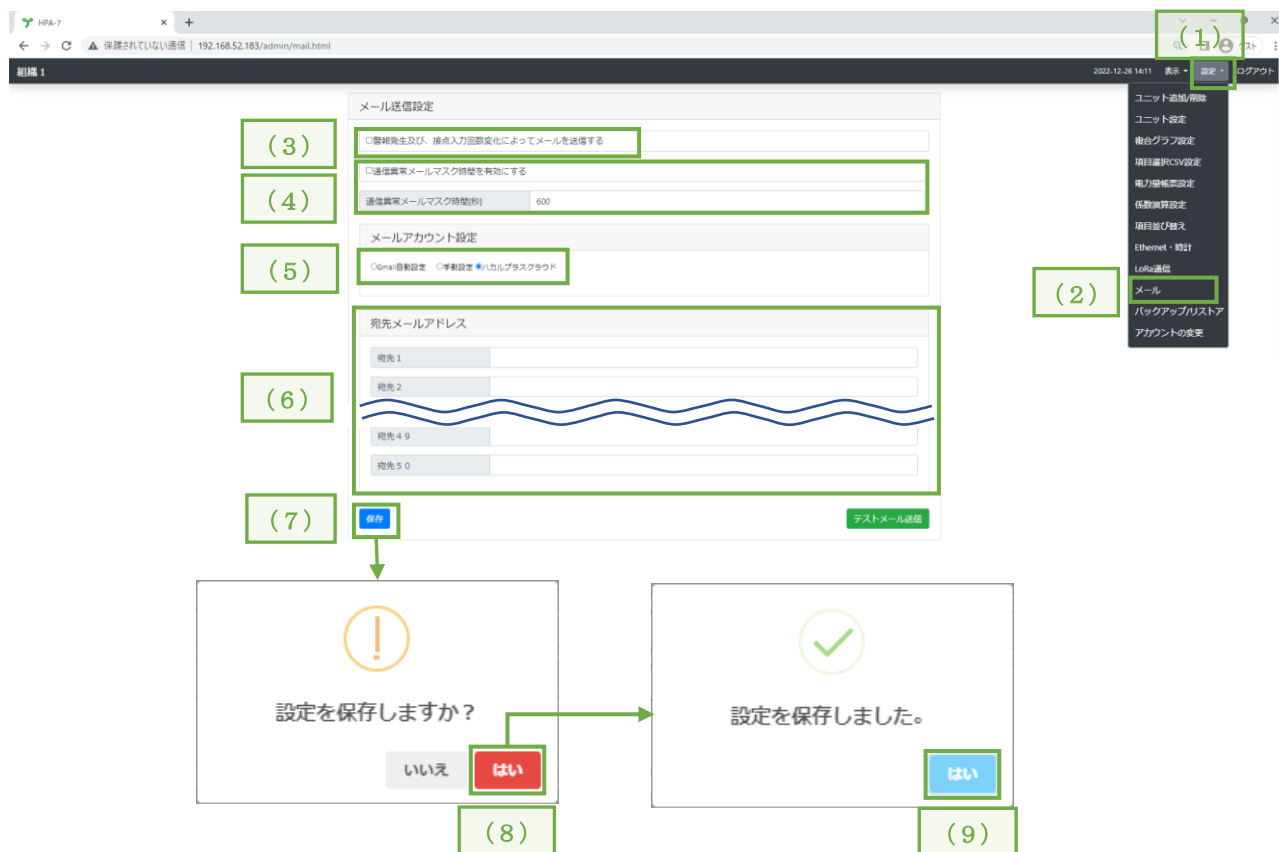 HPA-7
保護されていない通信 | 192.168.52.183/admin/mail.html
(1)
組織 1
2022-12-26 14:11 表示 設定 ログアウト
ユニット追加/削除
ユニット設定
複合グラフ設定
項目選択CSV設定
電力量帳票設定
係数演算設定
項目並び替え
Ethernet・時計
LoRa通信
(2)
メール
バックアップ/リストア
アカウントの変更
メール送信設定
(3)
警報発生及び、接点入力回数変化によってメールを送信する
(4)
通信異常メールマスク時間を有効にする
通信異常メールマスク時間[秒] 600
メールアカウント設定
(5)
Gmail自動設定 手動設定 ハカルプラスクラウド
宛先メールアドレス
(6)
宛先 1
宛先 2
宛先 4 9
宛先 5 0
(7)
保存 テストメール送信
設定を保存しますか？
いいえ はい
(8)
設定を保存しました。
はい
(9)